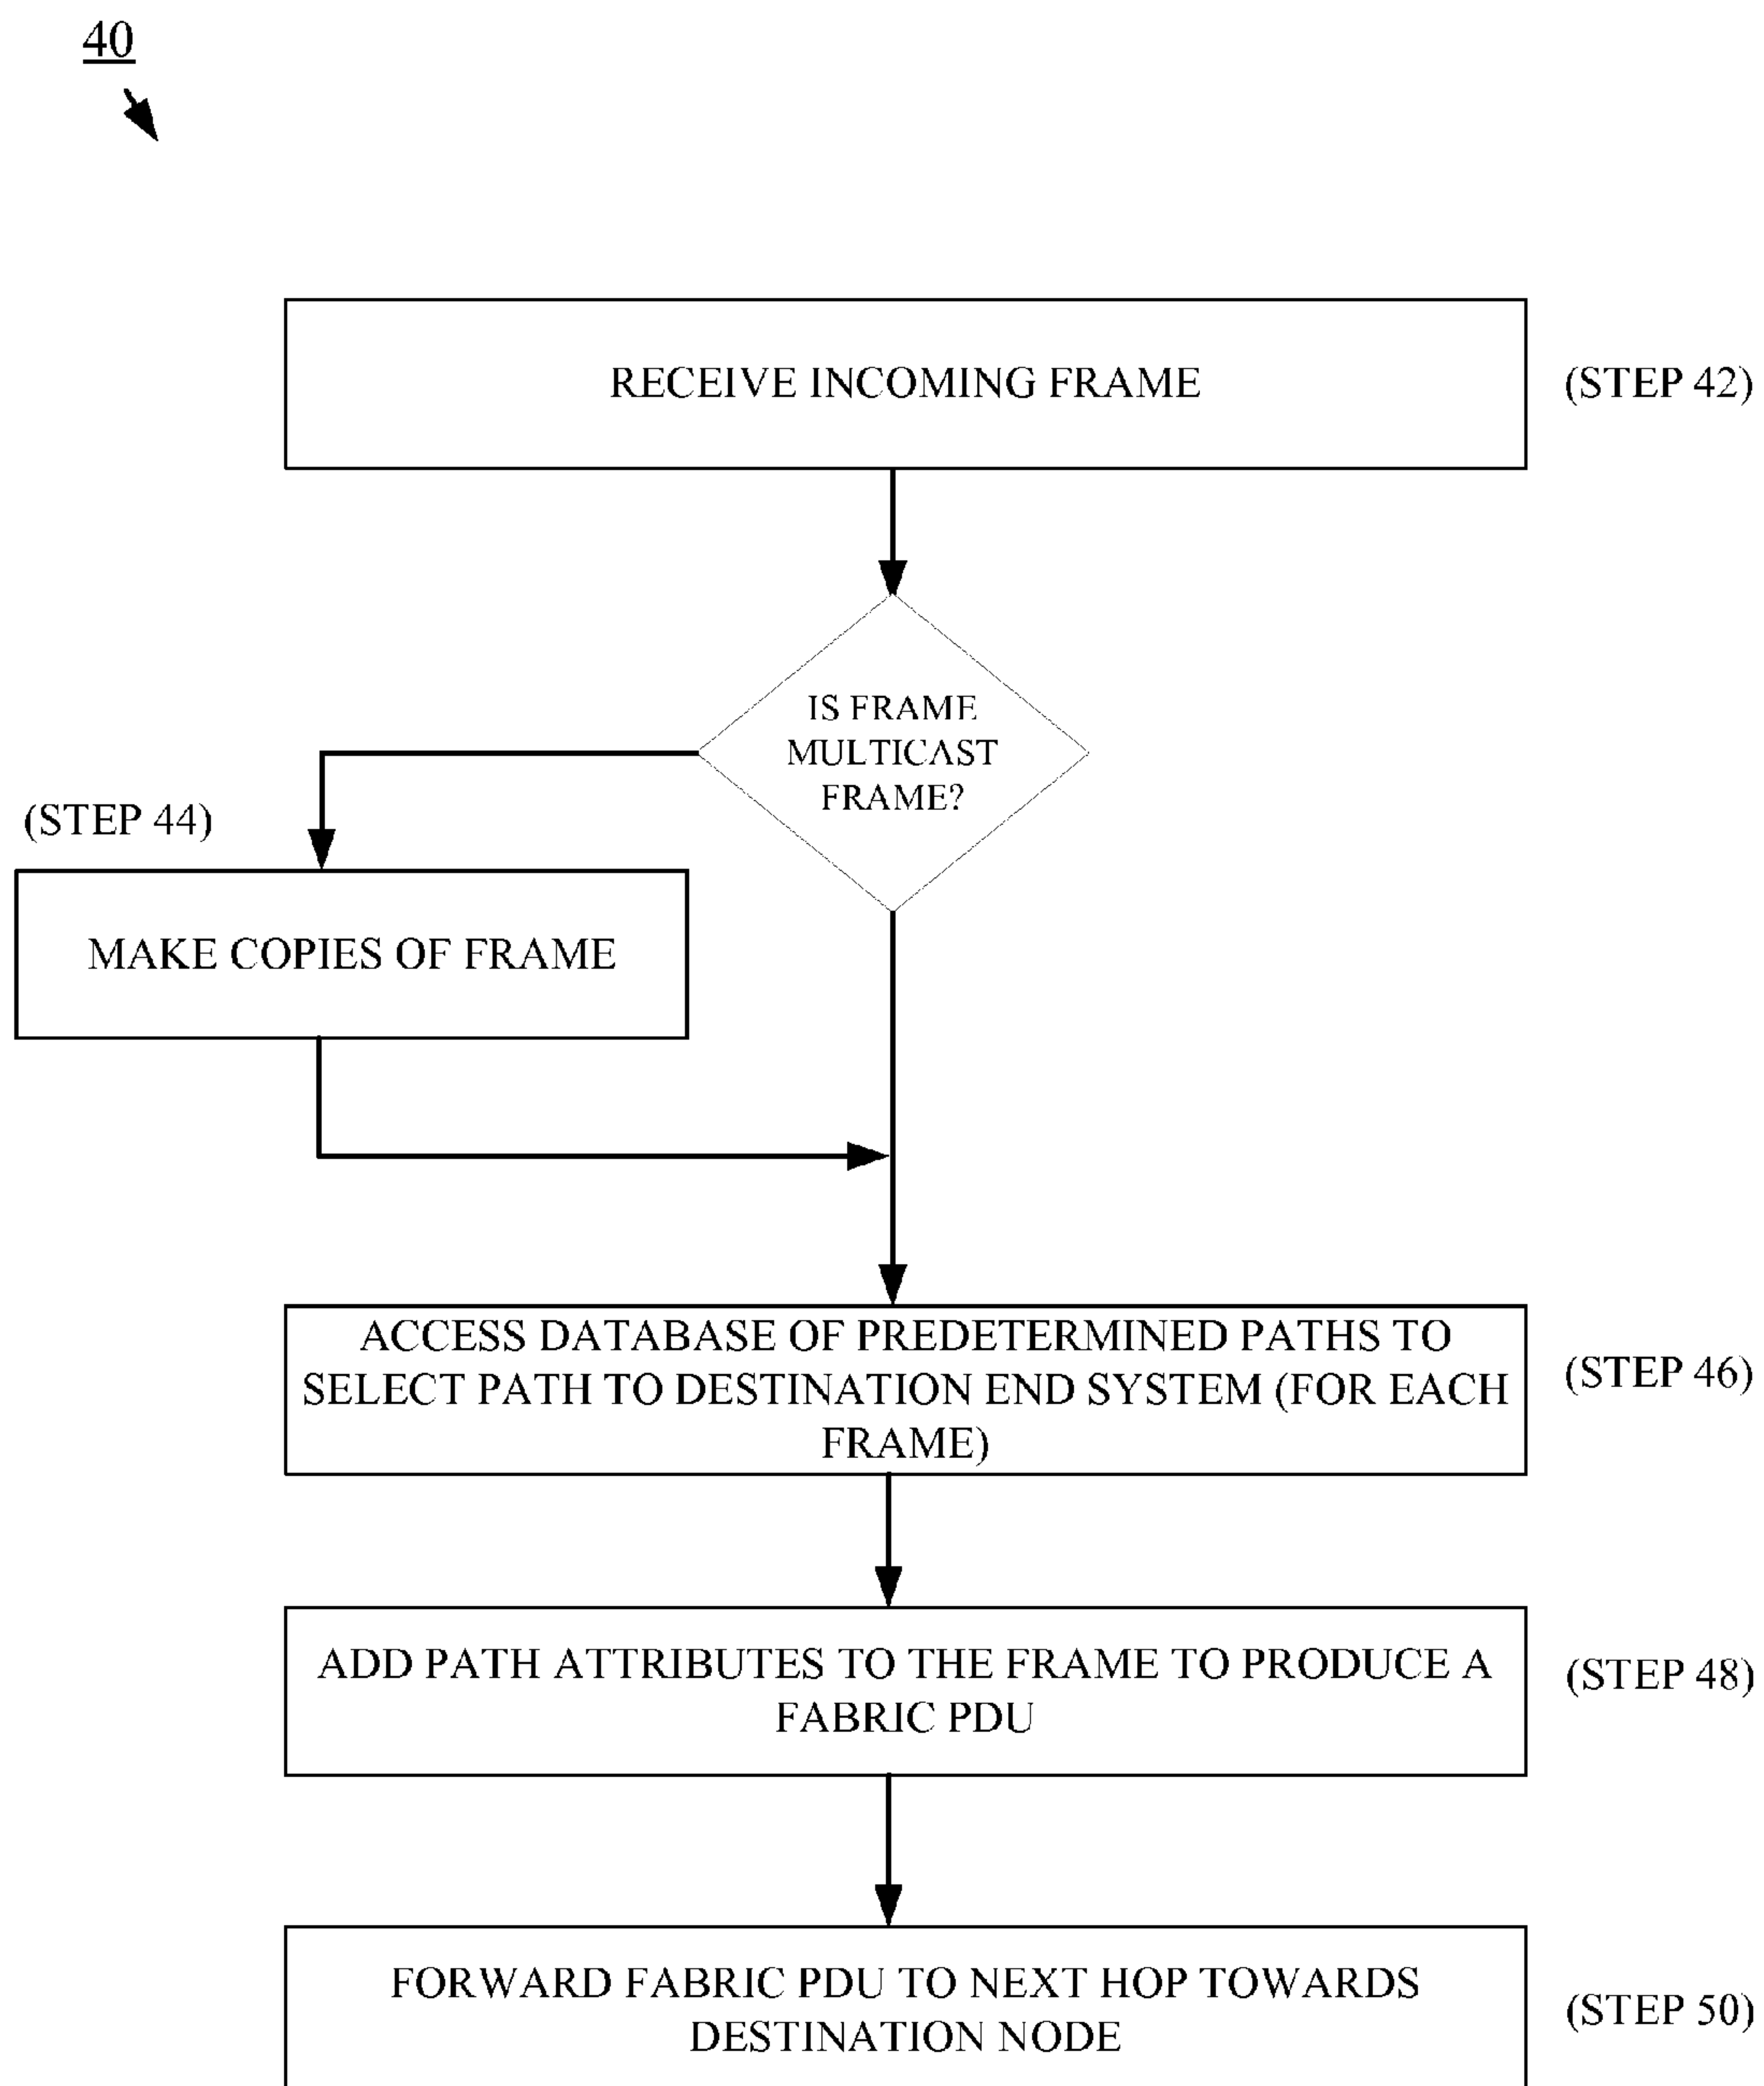 40
RECEIVE INCOMING FRAME
(STEP 42)
IS FRAME
MULTICAST
FRAME?
(STEP 44)
MAKE COPIES OF FRAME
ACCESS DATABASE OF PREDETERMINED PATHS TO
SELECT PATH TO DESTINATION END SYSTEM (FOR EACH
FRAME)
(STEP 46)
ADD PATH ATTRIBUTES TO THE FRAME TO PRODUCE A
FABRIC PDU
(STEP 48)
FORWARD FABRIC PDU TO NEXT HOP TOWARDS
DESTINATION NODE
(STEP 50)